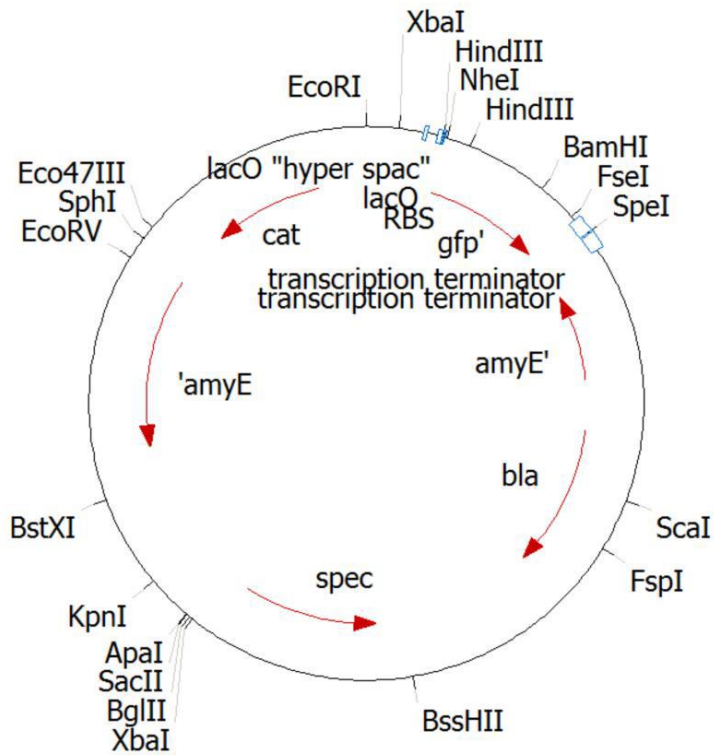 XbaI
HindIII
NheI
HindIII
EcoRI
BamHI
FseI
SpeI
Eco47III
SphI
EcoRV
lacO "hyper spac"
lacO
RBS
cat
gfp'
transcription terminator
transcription terminator
'amyE
amyE'
bla
BstXI
ScaI
FspI
spec
KpnI
ApaI
SacII
BglII
XbaI
BssHII